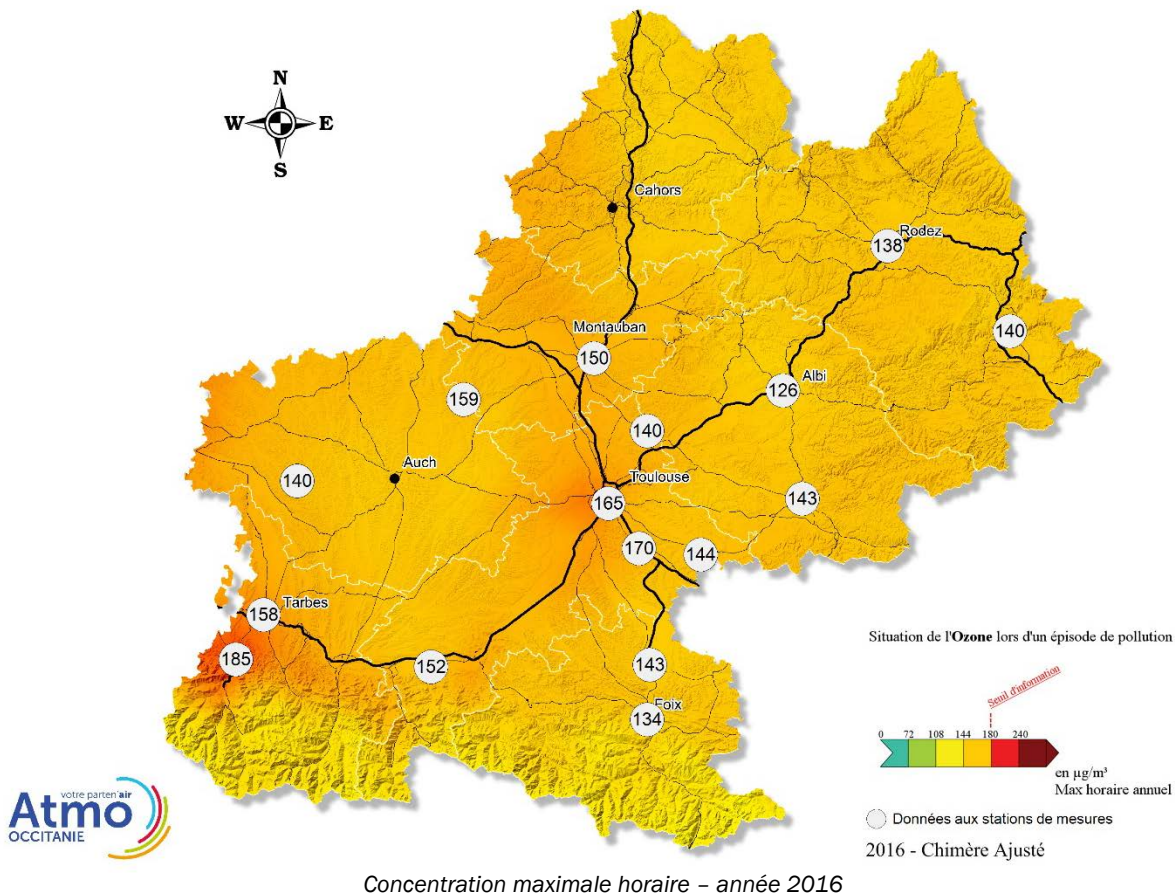 N
W E
S
Cahors
Rodez
138
Montauban
140
150
Albi
126
159
140
Auch
Toulouse
140
143
165
170
144
Tarbes
158
185
152
143
Foix
134
Situation de l'Ozone lors d'un épisode de pollution
Seuil d'information
0 72 108 144 180 240
en µg/m³
Max horaire annuel
Données aux stations de mesures
2016 - Chimère Ajusté
votre parten'air
Atmo
OCCITANIE
Concentration maximale horaire – année 2016